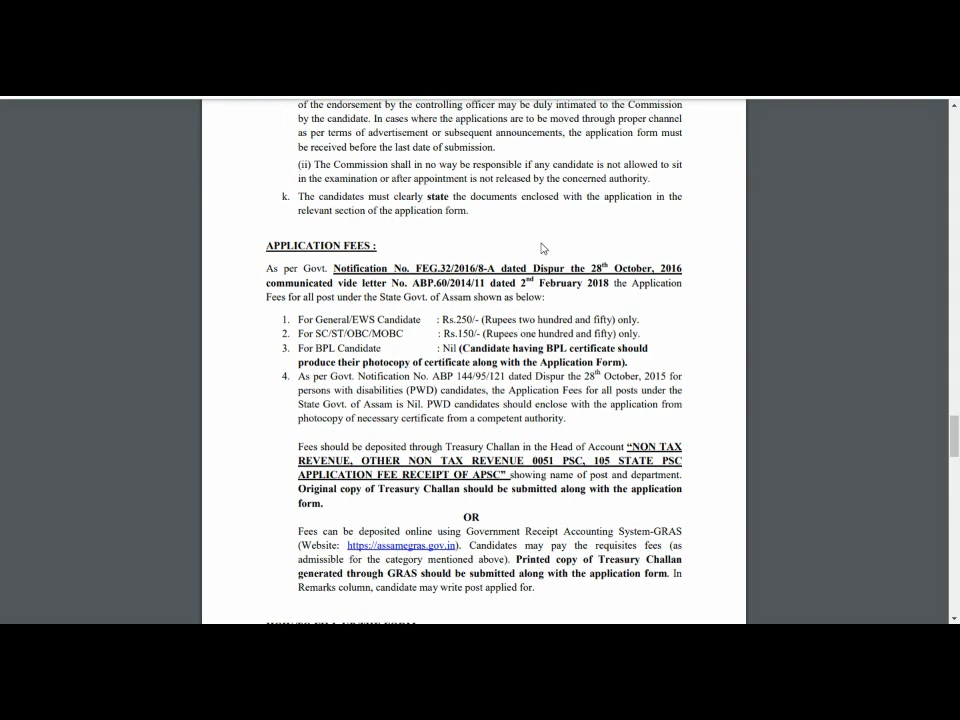 of the endorsement by the controlling officer may be duly intimated to the Commission
by the candidate. In cases where the applications are to be moved through proper channel
as per terms of advertisement or subsequent announcements, the application form must
be received before the last date of submission.
(ii) The Commission shall in no way be responsible if any candidate is not allowed to sit
in the examination or after appointment is not released by the concerned authority.
k. The candidates must clearly state the documents enclosed with the application in the
relevant section of the application form.
APPLICATION FEES :
As per Govt. Notification No. FEG.32/2016/8-A dated Dispur the 28th October, 2016
communicated vide letter No. ABP.60/2014/11 dated 2nd February 2018 the Application
Fees for all post under the State Govt. of Assam shown as below:
1. For General/EWS Candidate : Rs.250/- (Rupees two hundred and fifty) only.
2. For SC/ST/OBC/MOBC : Rs.150/- (Rupees one hundred and fifty) only.
3. For BPL Candidate : Nil (Candidate having BPL certificate should
produce their photocopy of certificate along with the Application Form).
4. As per Govt. Notification No. ABP 144/95/121 dated Dispur the 28th October, 2015 for
persons with disabilities (PWD) candidates, the Application Fees for all posts under the
State Govt. of Assam is Nil. PWD candidates should enclose with the application from
photocopy of necessary certificate from a competent authority.
Fees should be deposited through Treasury Challan in the Head of Account “NON TAX
REVENUE, OTHER NON TAX REVENUE 0051 PSC, 105 STATE PSC
APPLICATION FEE RECEIPT OF APSC” showing name of post and department.
Original copy of Treasury Challan should be submitted along with the application
form.
OR
Fees can be deposited online using Government Receipt Accounting System-GRAS
(Website: https://assamegras.gov.in). Candidates may pay the requisites fees (as
admissible for the category mentioned above). Printed copy of Treasury Challan
generated through GRAS should be submitted along with the application form. In
Remarks column, candidate may write post applied for.